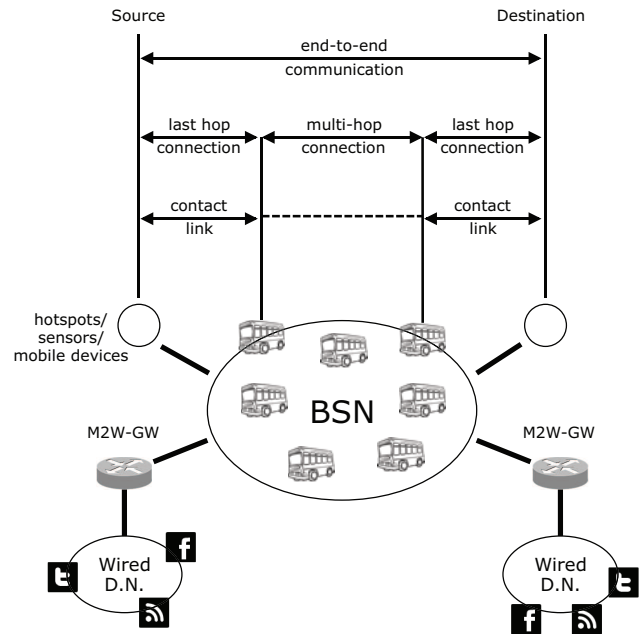 Source
Destination
end-to-end
communication
last hop
connection
multi-hop
connection
last hop
connection
contact
link
contact
link
hotspots/
sensors/
mobile devices
BSN
M2W-GW
M2W-GW
Wired
D.N.
Wired
D.N.